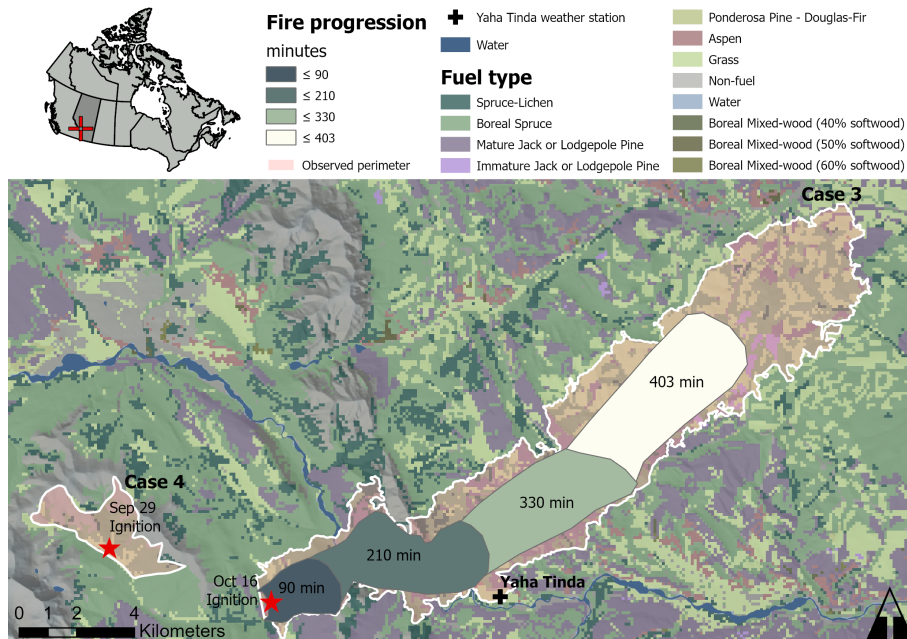 Fire progression
minutes
≤ 90
≤ 210
≤ 330
≤ 403
Observed perimeter
Yaha Tinda weather station
Water
Fuel type
Spruce-Lichen
Boreal Spruce
Mature Jack or Lodgepole Pine
Immature Jack or Lodgepole Pine
Ponderosa Pine - Douglas-Fir
Aspen
Grass
Non-fuel
Water
Boreal Mixed-wood (40% softwood)
Boreal Mixed-wood (50% softwood)
Boreal Mixed-wood (60% softwood)
Case 3
403 min
Case 4
Sep 29
Ignition
330 min
210 min
Oct 16
Ignition
90 min
Yaha Tinda
0 1 2 4
Kilometers